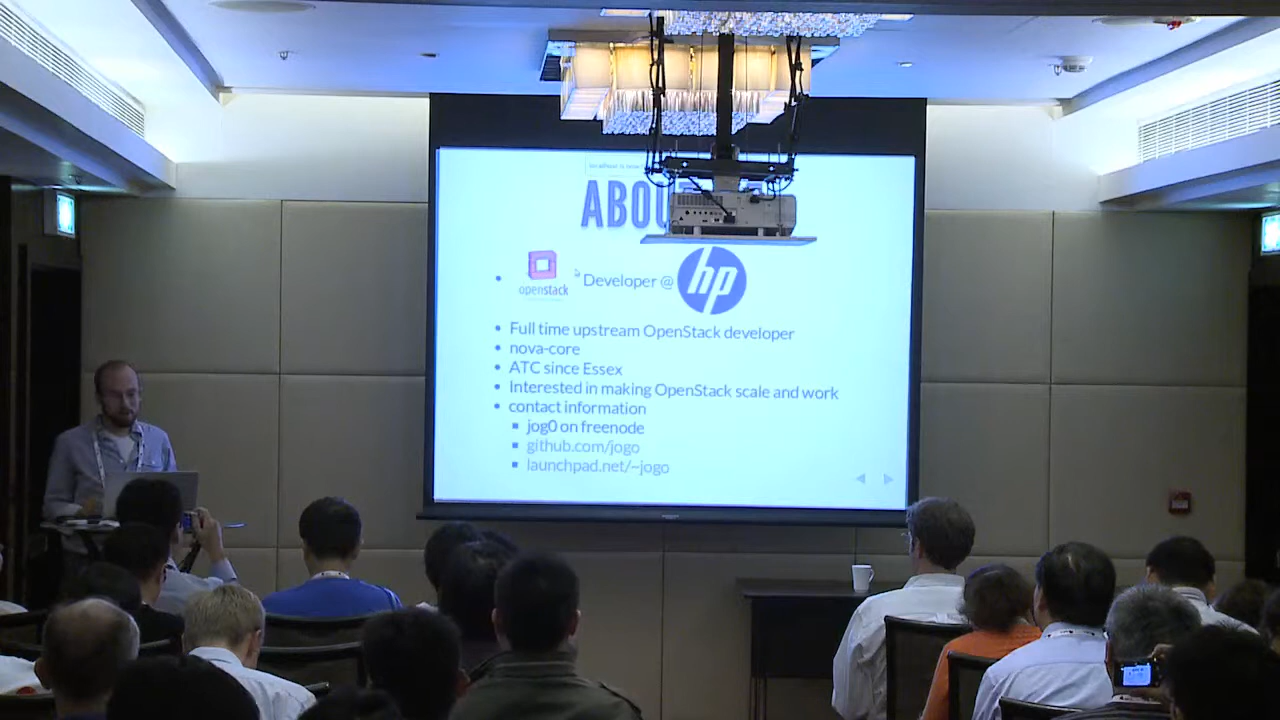 ABOU
openstack Developer @ hp
Full time upstream OpenStack developer
nova-core
ATC since Essex
Interested in making OpenStack scale and work
contact information
jog0 on freenode
github.com/jogo
launchpad.net/~jogo